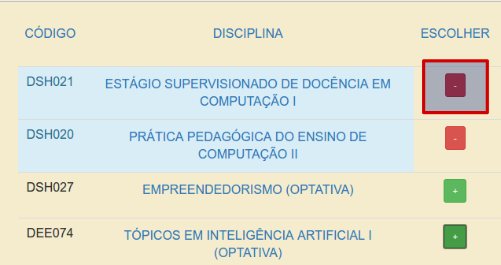 CÓDIGO DISCIPLINA ESCOLHER
DSH021 ESTÁGIO SUPERVISIONADO DE DOCÊNCIA EM -
COMPUTAÇÃO I
DSH020 PRÁTICA PEDAGÓGICA DO ENSINO DE -
COMPUTAÇÃO II
DSH027 EMPREENDEDORISMO (OPTATIVA) +
DEE074 TÓPICOS EM INTELIGÊNCIA ARTIFICIAL I +
(OPTATIVA)